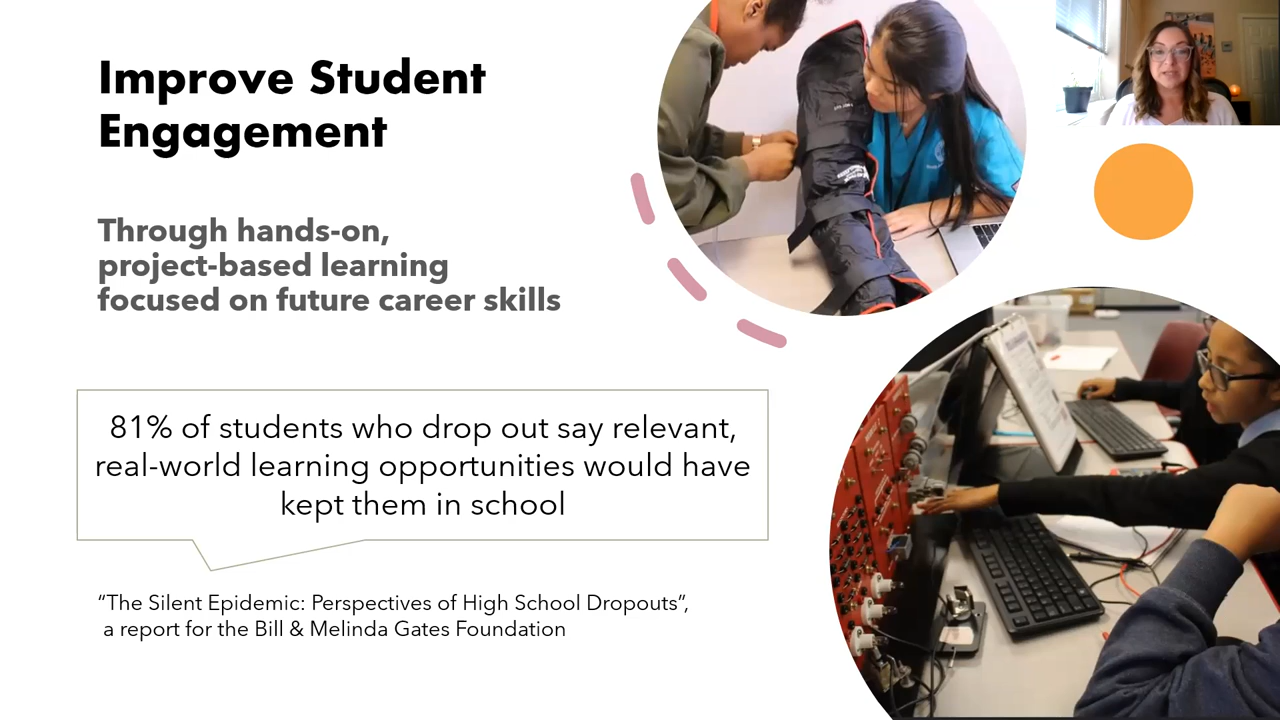 Improve Student
Engagement
Through hands-on,
project-based learning
focused on future career skills
81% of students who drop out say relevant,
real-world learning opportunities would have
kept them in school
“The Silent Epidemic: Perspectives of High School Dropouts”,
a report for the Bill & Melinda Gates Foundation